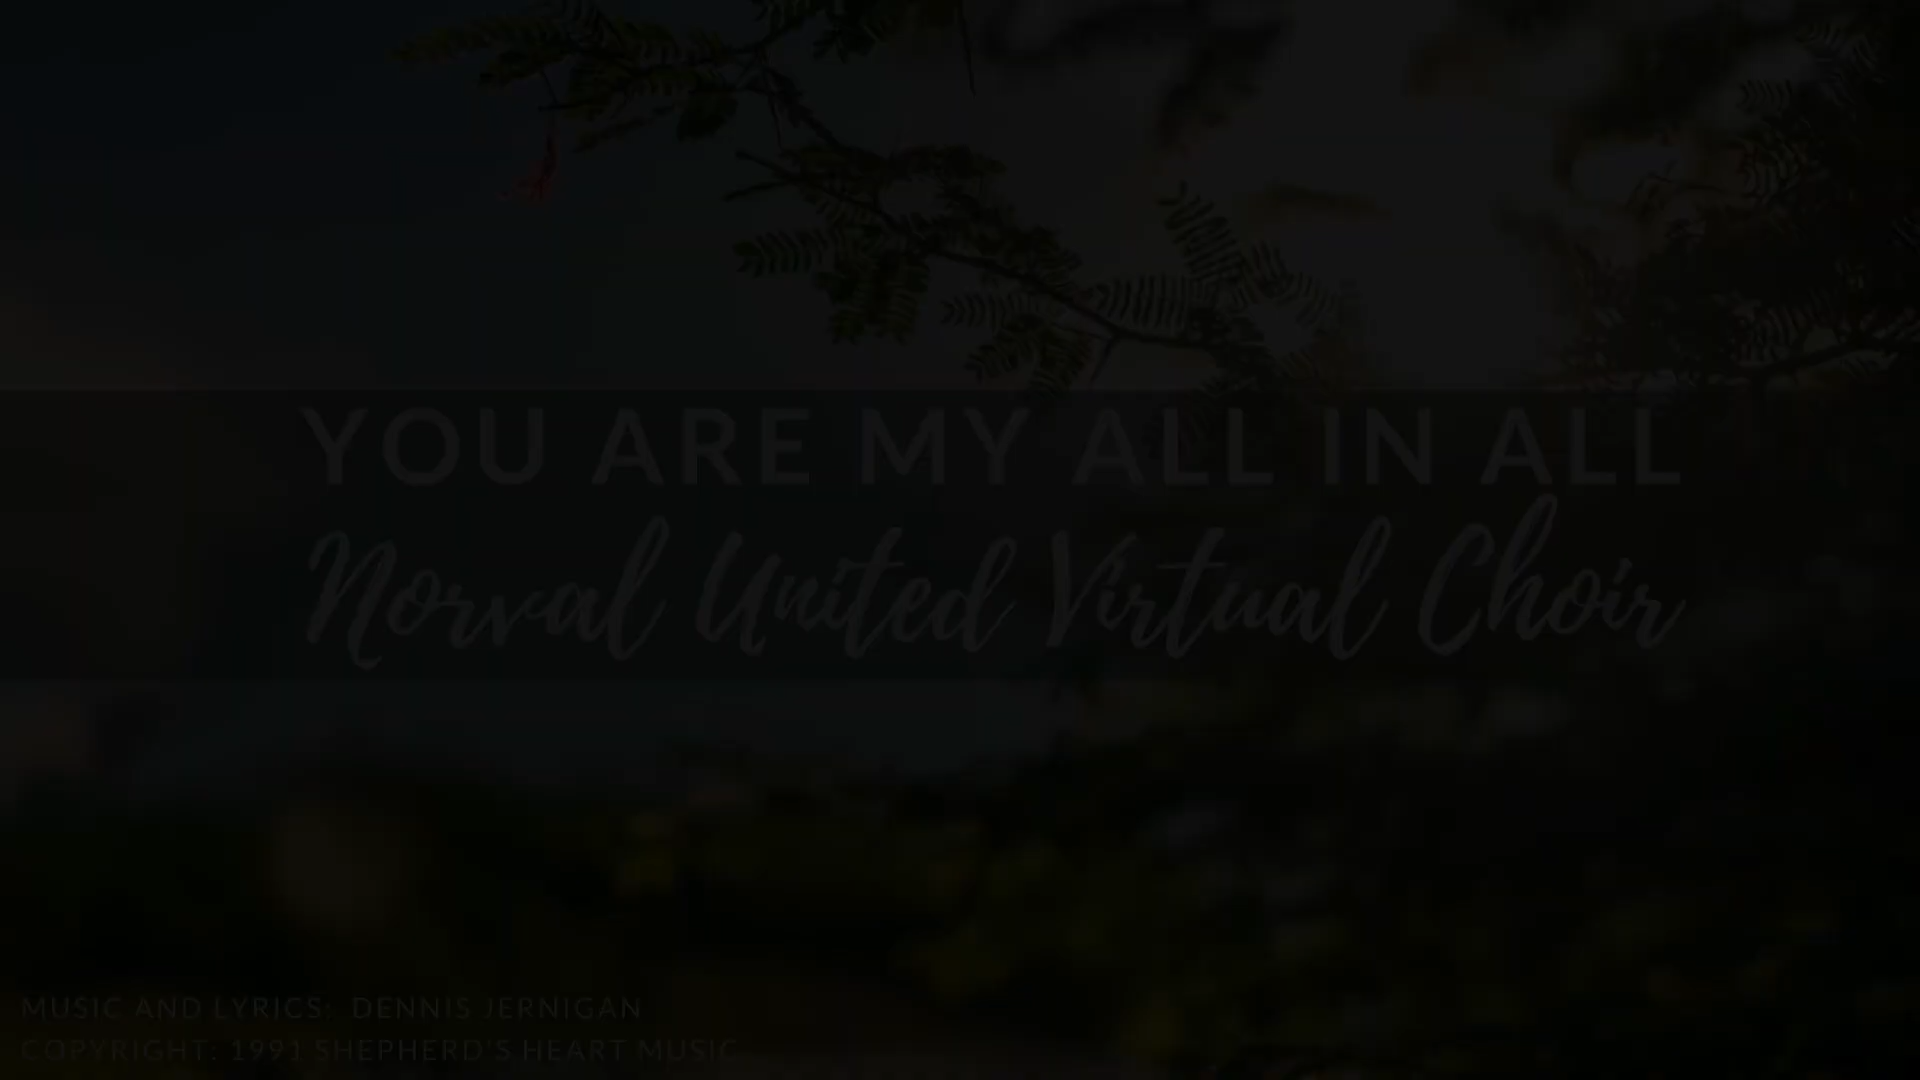 YOU ARE MY ALL IN ALL
Norval United Virtual Choir
MUSIC AND LYRICS: DENNIS JERNIGAN
COPYRIGHT: 1991 SHEPHERD'S HEART MUSIC